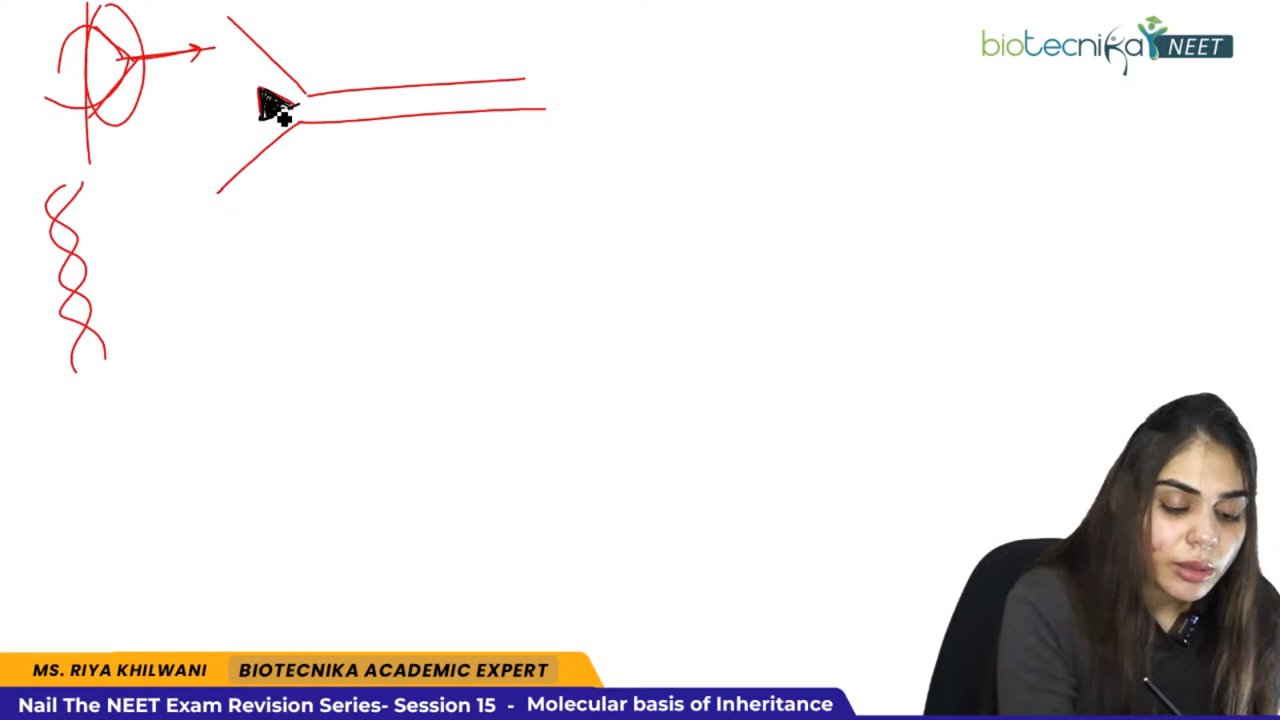 biotecnika NEET
MS. RIYA KHILWANI BIOTECNIKA ACADEMIC EXPERT
Nail The NEET Exam Revision Series- Session 15 - Molecular basis of Inheritance